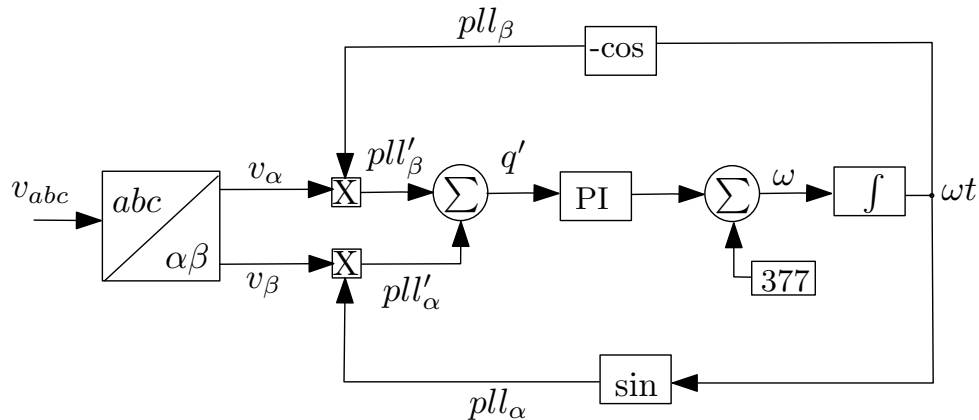 pll_β
-cos
v_abc
abc
αβ
v_α
v_β
X
X
pll'_β
pll'_α
∑
q'
PI
∑
ω
∫
ωt
377
sin
pll_α